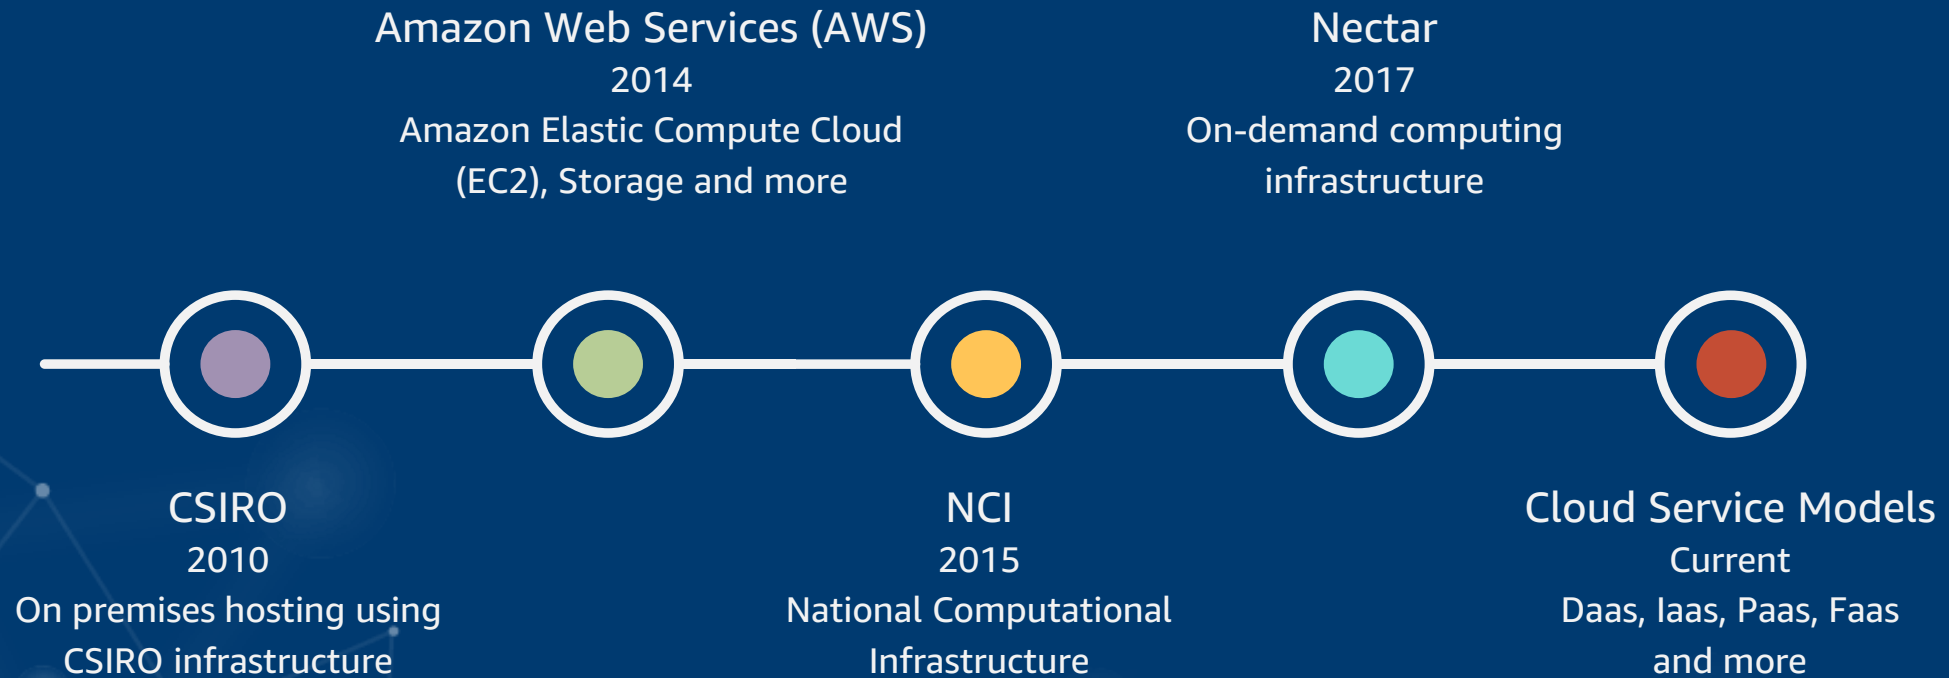 Amazon Web Services (AWS)
2014
Amazon Elastic Compute Cloud
(EC2), Storage and more
Nectar
2017
On-demand computing
infrastructure
CSIRO
2010
On premises hosting using
CSIRO infrastructure
NCI
2015
National Computational
Infrastructure
Cloud Service Models
Current
Daas, Iaas, Paas, Faas
and more